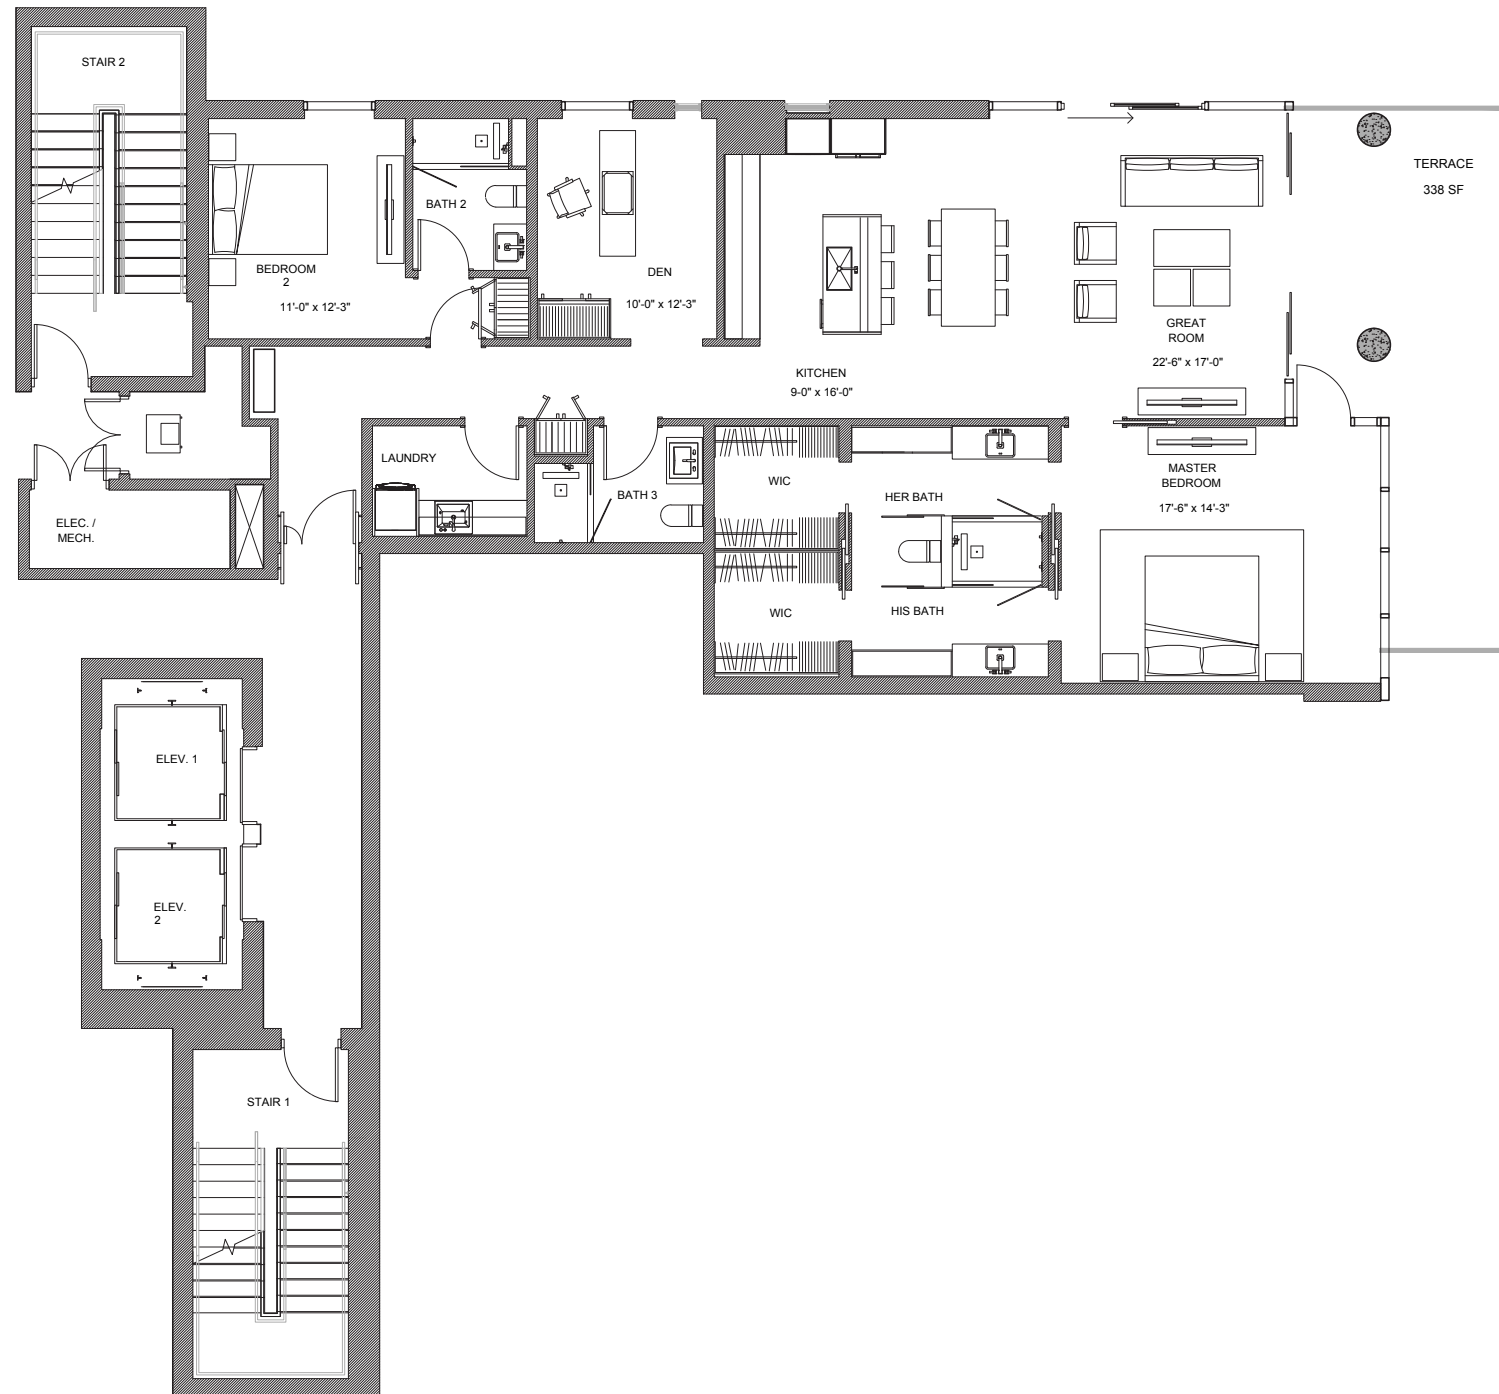 STAIR 2
TERRACE
338 SF
BATH 2
BEDROOM
2
11'-0" x 12'-3"
DEN
10'-0" x 12'-3"
GREAT
ROOM
22'-6" x 17'-0"
KITCHEN
9-0" x 16'-0"
LAUNDRY
BATH 3
WIC
HER BATH
MASTER
BEDROOM
17'-6" x 14'-3"
ELEC. /
MECH.
WIC
HIS BATH
ELEV. 1
ELEV.
2
STAIR 1